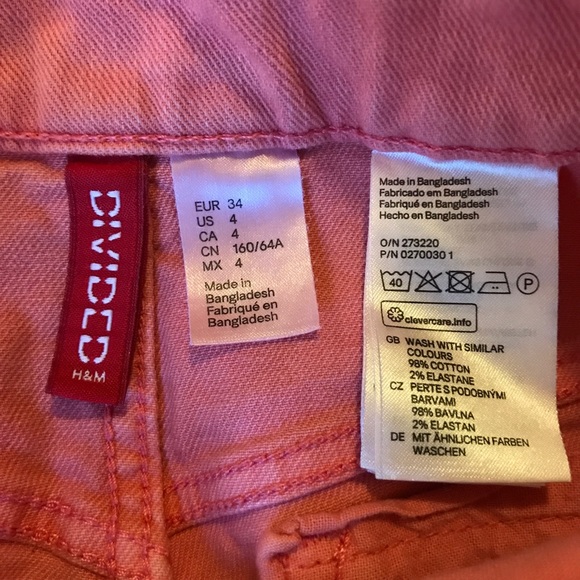 DIVIDED
H&M
EUR 34
US 4
CA 4
CN 160/64A
MX 4
Made in
Bangladesh
Fabriqué en
Bangladesh
Made in Bangladesh
Fabricado em Bangladesh
Fabriqué en Bangladesh
Hecho en Bangladesh
O/N 273220
P/N 0270030 1
40
P
clevercare.info
GB WASH WITH SIMILAR
COLOURS
98% COTTON
2% ELASTANE
CZ PERTE S PODOBNÝMI
BARVAMI
98% BAVLNA
2% ELASTAN
DE MIT ÄHNLICHEN FARBEN
WASCHEN